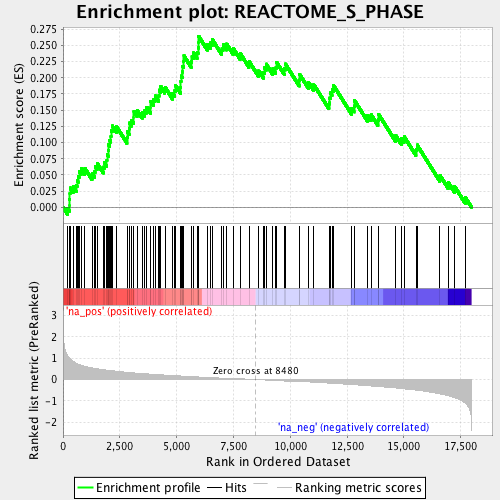 Enrichment plot: REACTOME_S_PHASE
Enrichment score (ES)
0.275
0.250
0.225
0.200
0.175
0.150
0.125
0.100
0.075
0.050
0.025
0.000
'na_pos' (positively correlated)
Ranked list metric (PreRanked)
3
2
1
0
-1
-2
Zero cross at 8480
'na_neg' (negatively correlated)
0
2,500
5,000
7,500
10,000
12,500
15,000
17,500
Rank in Ordered Dataset
Enrichment profile
Hits
Ranking metric scores